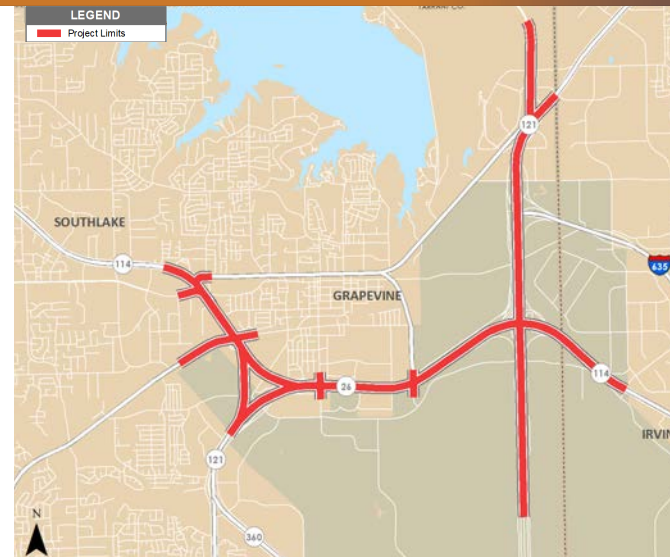 LEGEND
Project Limits
121
SOUTHLAKE
114
635
GRAPEVINE
26
114
IRVIN
121
N
360